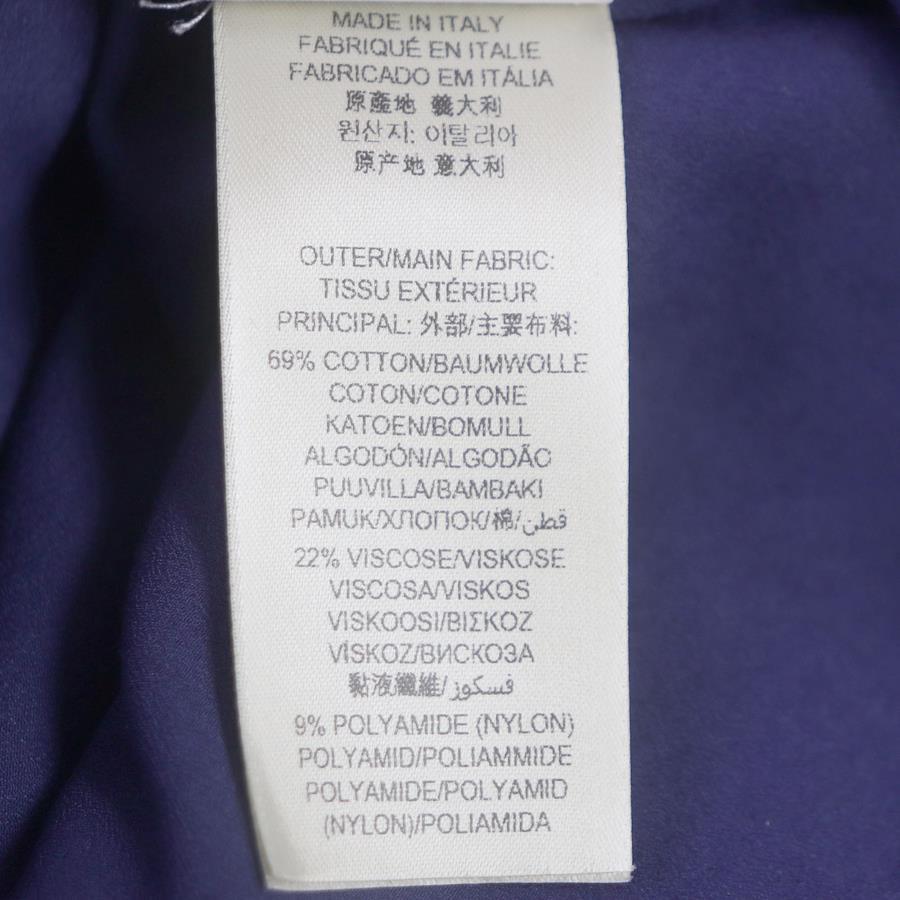 MADE IN ITALY
FABRIQUÉ EN ITALIE
FABRICADO EM ITÁLIA
原產地 義大利
원산지: 이탈리아
原产地 意大利
OUTER/MAIN FABRIC:
TISSU EXTÉRIEUR
PRINCIPAL: 外部/主要布料:
69% COTTON/BAUMWOLLE
COTON/COTONE
KATOEN/BOMULL
ALGODÓN/ALGODÃO
PUUVILLA/BAMBAKI
PAMUK/ХЛОПОК/棉/قطن
22% VISCOSE/VISKOSE
VISCOSA/VISKOS
VISKOOSI/ΒΙΣΚΟΖ
VİSKOZ/ВИСКОЗА
黏液纖維/فسكوز
9% POLYAMIDE (NYLON)
POLYAMID/POLIAMMIDE
POLYAMIDE/POLYAMID
(NYLON)/POLIAMIDA